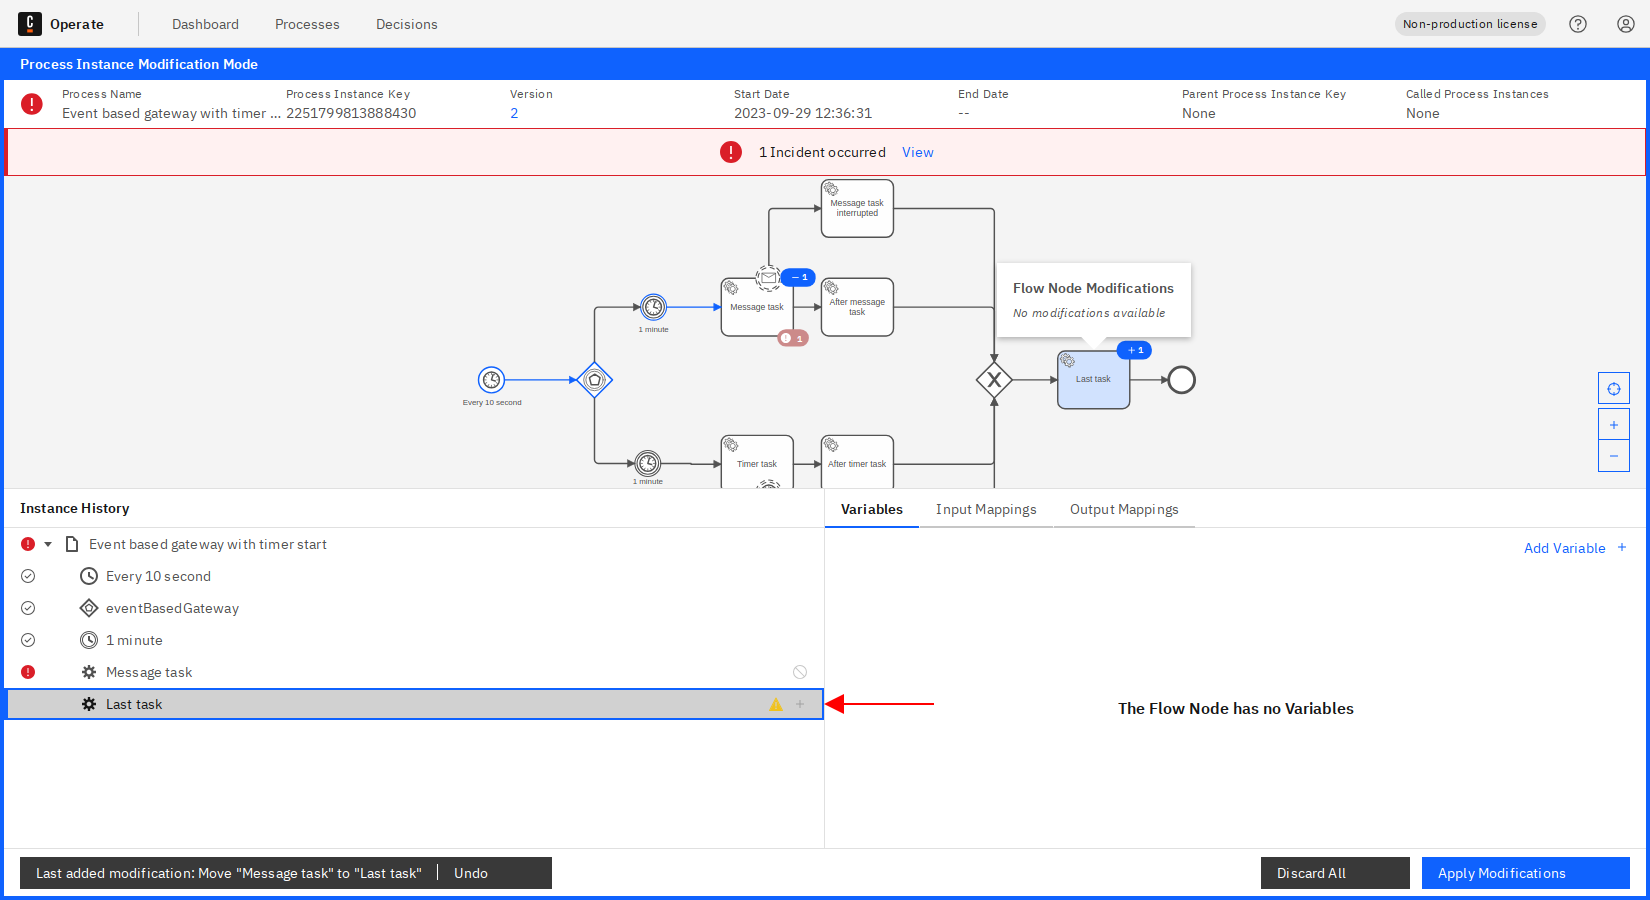 C Operate Dashboard Processes Decisions Non-production license
Process Instance Modification Mode
Process Name Process Instance Key Version Start Date End Date Parent Process Instance Key Called Process Instances
Event based gateway with timer ... 2251799813888430 2 2023-09-29 12:36:31 -- None None
1 Incident occurred View
Message task
interrupted
− 1
Message task
After message
task
1 minute
1
Flow Node Modifications
No modifications available
+ 1
Every 10 second
Last task
Timer task
After timer task
1 minute
Instance History
Variables Input Mappings Output Mappings
Event based gateway with timer start
Add Variable +
Every 10 second
eventBasedGateway
1 minute
Message task
Last task
The Flow Node has no Variables
Last added modification: Move "Message task" to "Last task" Undo
Discard All
Apply Modifications